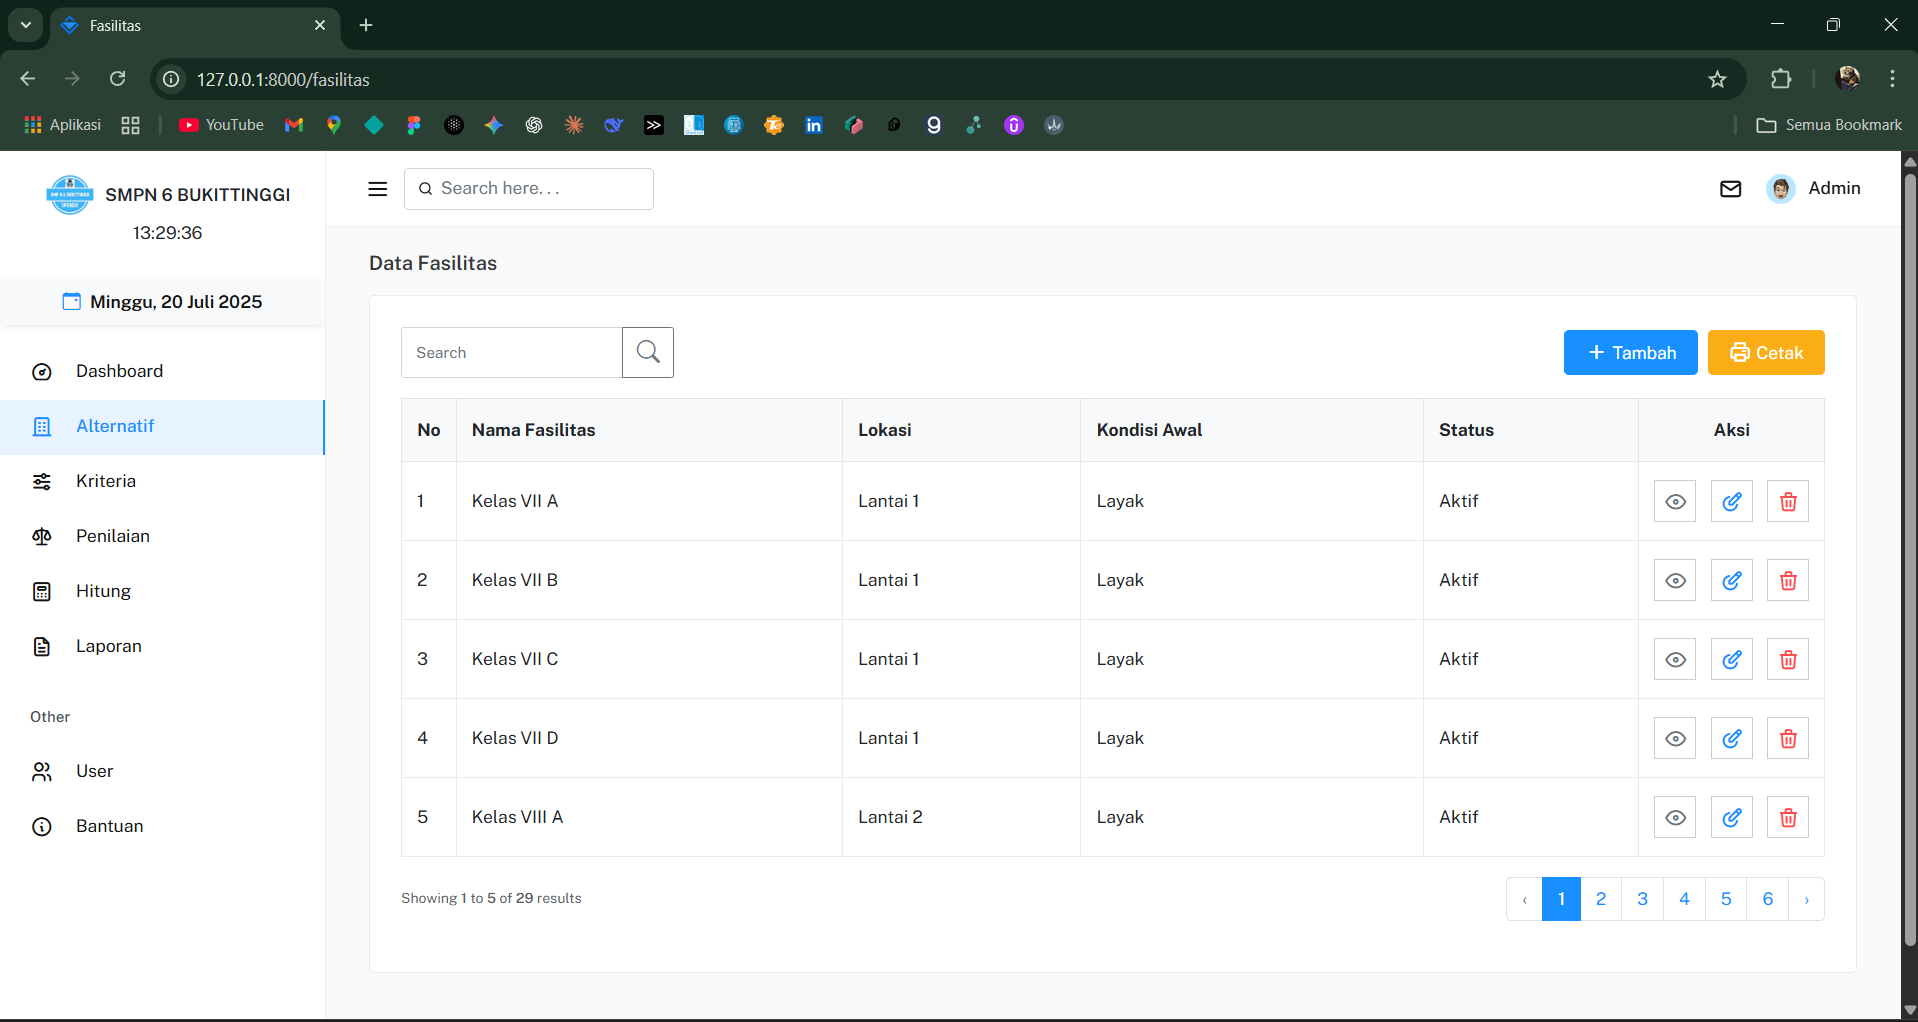 Fasilitas
127.0.0.1:8000/fasilitas
Aplikasi YouTube Semua Bookmark
SMPN 6 BUKITTINGGI
13:29:36
Minggu, 20 Juli 2025
Dashboard
Alternatif
Kriteria
Penilaian
Hitung
Laporan
Other
User
Bantuan
Search here. . .
Admin
Data Fasilitas
Search
Tambah Cetak
No Nama Fasilitas Lokasi Kondisi Awal Status Aksi
1 Kelas VII A Lantai 1 Layak Aktif
2 Kelas VII B Lantai 1 Layak Aktif
3 Kelas VII C Lantai 1 Layak Aktif
4 Kelas VII D Lantai 1 Layak Aktif
5 Kelas VIII A Lantai 2 Layak Aktif
Showing 1 to 5 of 29 results
‹ 1 2 3 4 5 6 ›